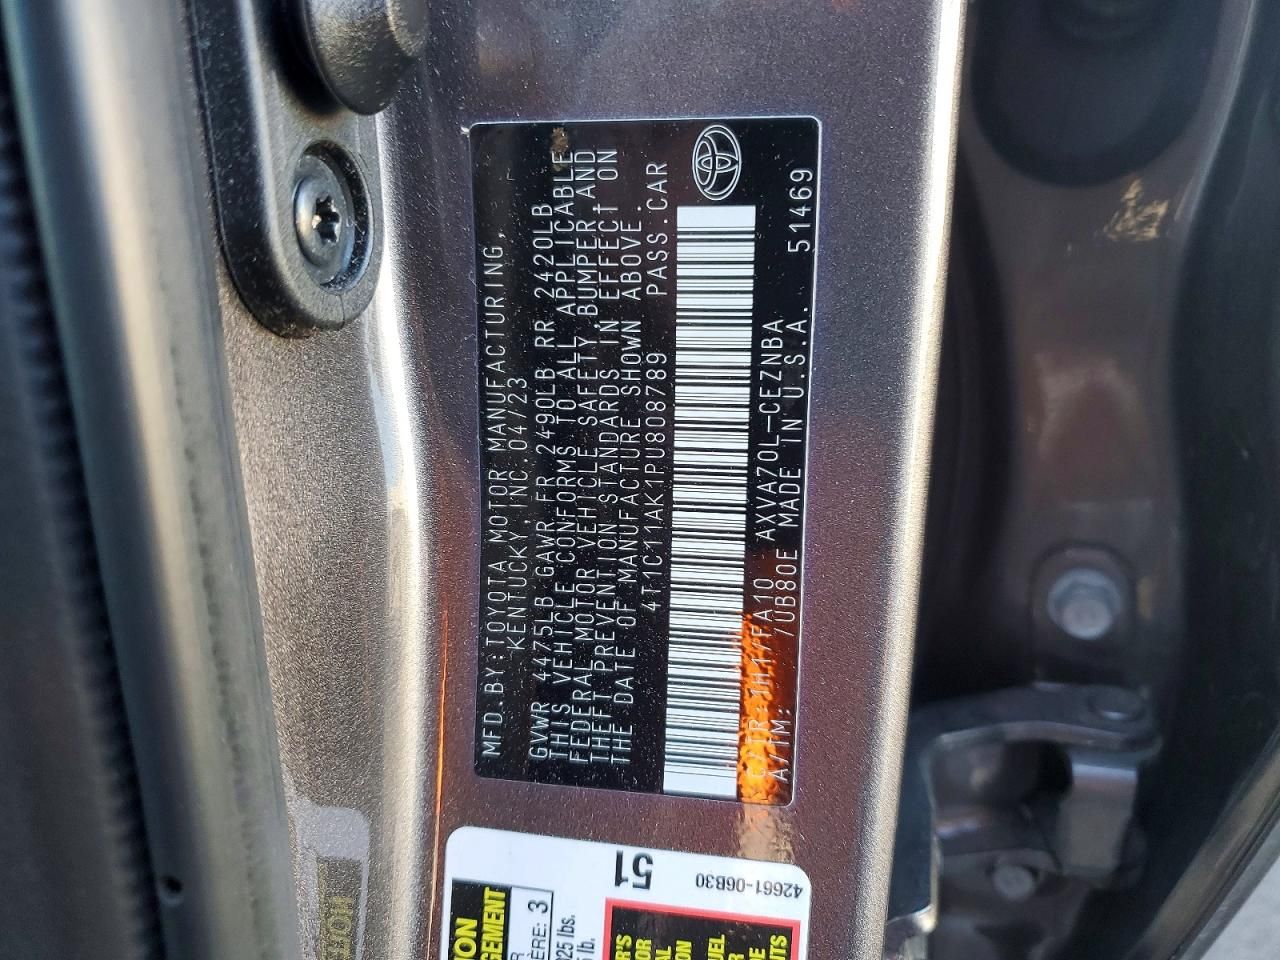 MFD.BY:TOYOTA MOTOR MANUFACTURING,
KENTUCKY, INC.04/23
GVWR 4475LB GAWR FR 2490LB RR 2420LB
THIS VEHICLE CONFORMS TO ALL APPLICABLE
FEDERAL MOTOR VEHICLE SAFETY, BUMPER, AND
THEFT PREVENTION STANDARDS IN EFFECT ON
THE DATE OF MANUFACTURE SHOWN ABOVE.
4T1C11AK1PU808789 PASS.CAR
C/TR:1H1/FA10 AXVA70L-CEZNBA
A/TM: /UB80E MADE IN U.S.A. 51469
51
42661-06B30
3